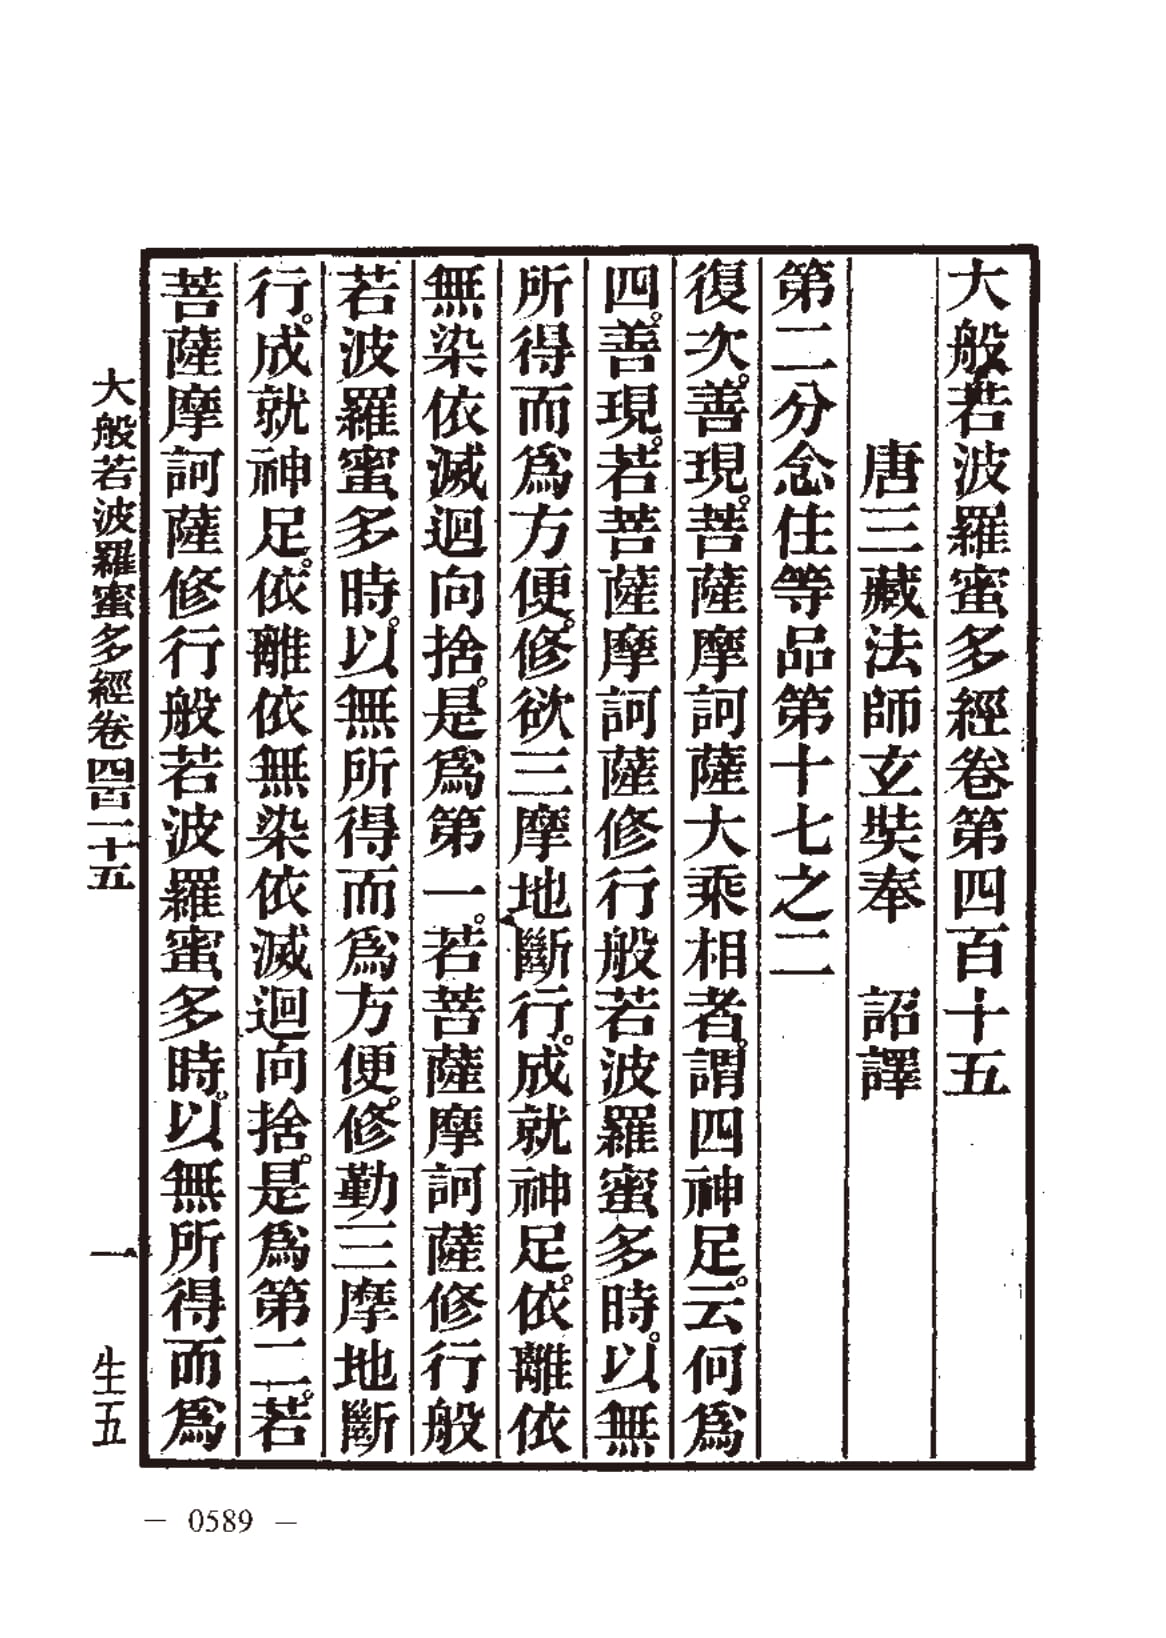 大般若波羅蜜多經卷第四百十五
唐三藏法師玄奘奉　詔譯
第二分念住等品第十七之二
復次。善現。菩薩摩訶薩大乘相者。謂四神足。云何爲
四。善現。若菩薩摩訶薩修行般若波羅蜜多時。以無
所得而爲方便。修欲三摩地斷行。成就神足。依離依
無染依滅迴向捨。是爲第一。若菩薩摩訶薩修行般
若波羅蜜多時。以無所得而爲方便。修勤三摩地斷
行。成就神足。依離依無染依滅迴向捨。是爲第二。若
菩薩摩訶薩修行般若波羅蜜多時。以無所得而爲
大般若波羅蜜多經卷四百一十五　一　生五
— 0589 —